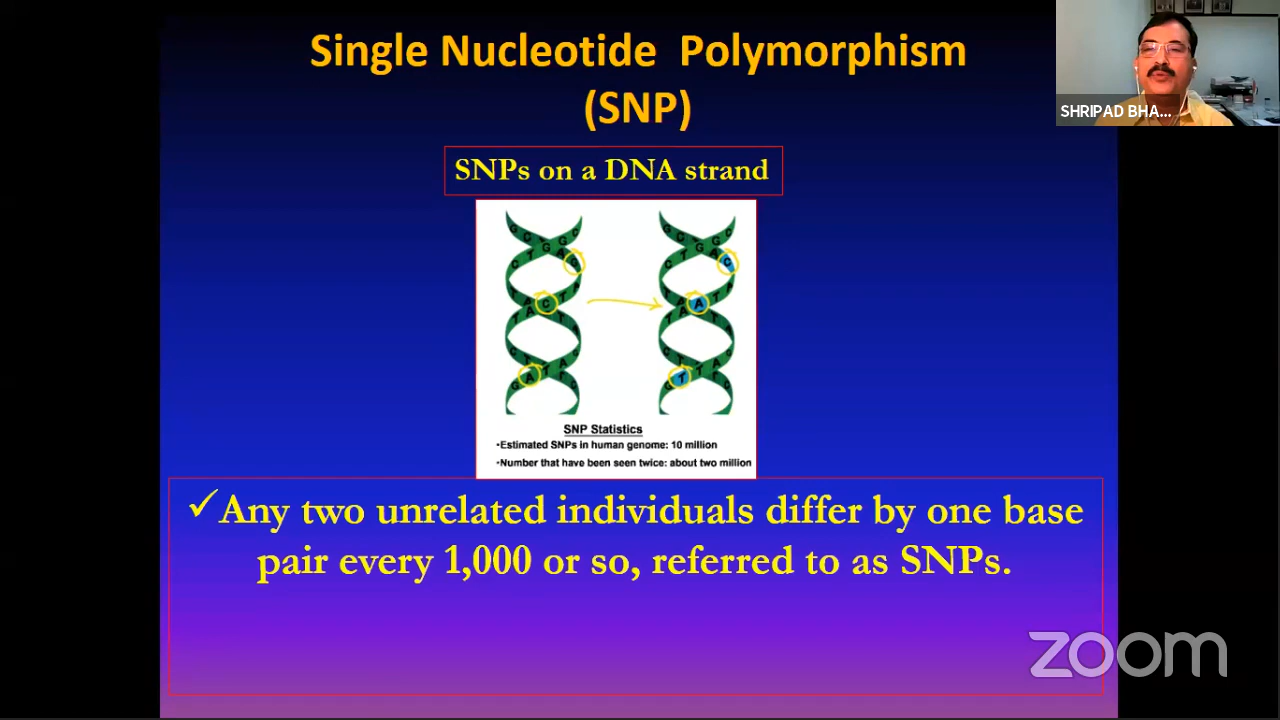 Single Nucleotide Polymorphism
(SNP)
SHRIPAD BHA...
SNPs on a DNA strand
SNP Statistics
•Estimated SNPs in human genome: 10 million
•Number that have been seen twice: about two million
✓Any two unrelated individuals differ by one base
pair every 1,000 or so, referred to as SNPs.
zoom